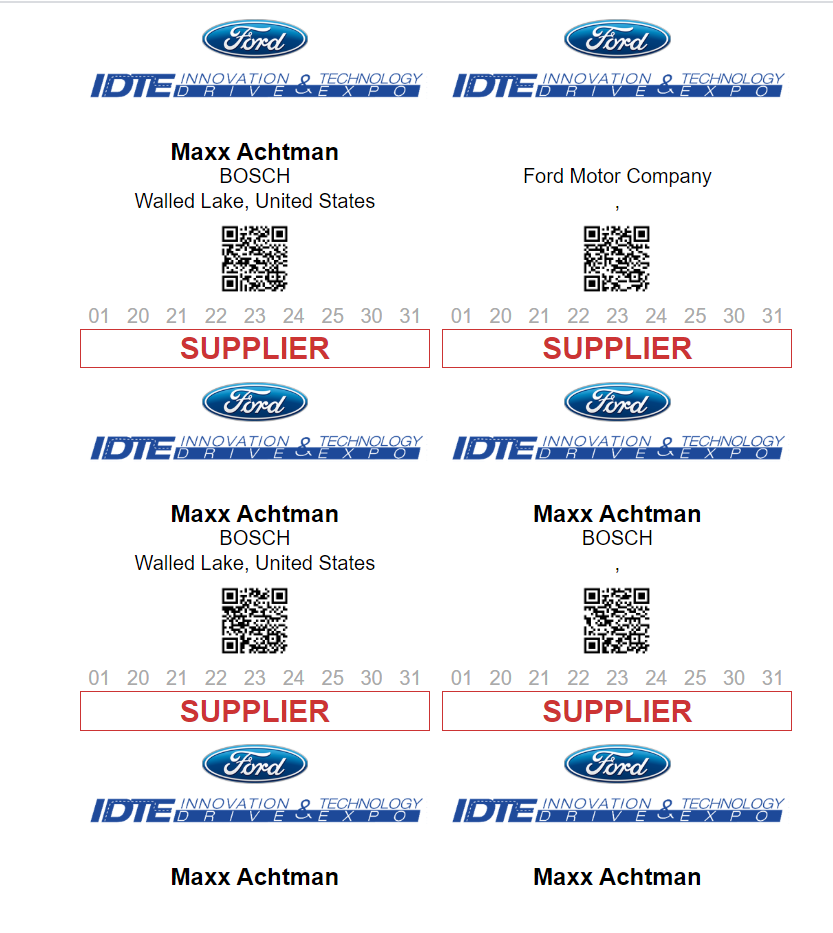 Ford
IDTE INNOVATION & TECHNOLOGY
DRIVE & EXPO
Maxx Achtman
BOSCH
Walled Lake, United States
01 20 21 22 23 24 25 30 31
SUPPLIER
Ford
IDTE INNOVATION & TECHNOLOGY
DRIVE & EXPO
Ford Motor Company
,
01 20 21 22 23 24 25 30 31
SUPPLIER
Ford
IDTE INNOVATION & TECHNOLOGY
DRIVE & EXPO
Maxx Achtman
BOSCH
Walled Lake, United States
01 20 21 22 23 24 25 30 31
SUPPLIER
Ford
IDTE INNOVATION & TECHNOLOGY
DRIVE & EXPO
Maxx Achtman
BOSCH
,
01 20 21 22 23 24 25 30 31
SUPPLIER
Ford
IDTE INNOVATION & TECHNOLOGY
DRIVE & EXPO
Maxx Achtman
Ford
IDTE INNOVATION & TECHNOLOGY
DRIVE & EXPO
Maxx Achtman